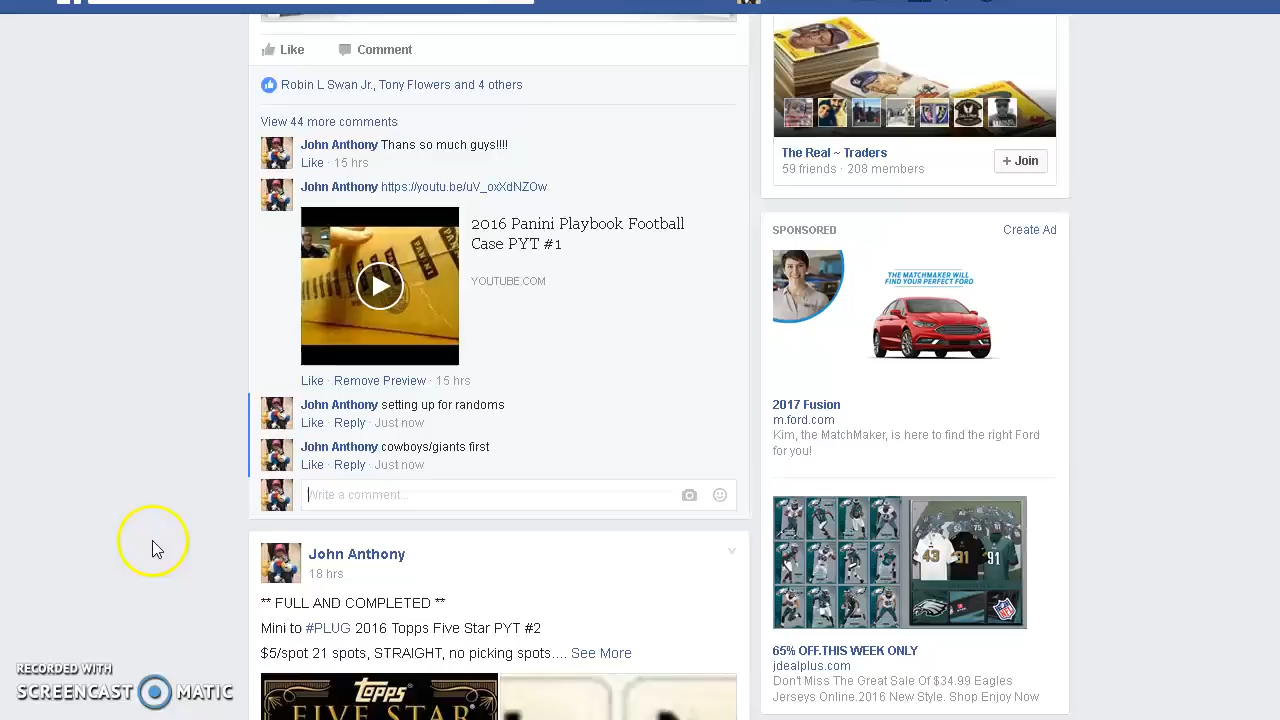 Like Comment
Robin L Swan Jr., Tony Flowers and 4 others
View 44 more comments
John Anthony Thans so much guys!!!!
Like · 15 hrs
John Anthony https://youtu.be/uV_oxXdNZOw
2016 Panini Playbook Football
Case PYT #1
YOUTUBE.COM
PANINI
Like · Remove Preview · 15 hrs
John Anthony setting up for randoms
Like · Reply · Just now
John Anthony cowboys/giants first
Like · Reply · Just now
Write a comment...
John Anthony
18 hrs
** FULL AND COMPLETED **
Mini to #PLUG 2016 Topps Five Star PYT #2
$5/spot 21 spots, STRAIGHT, no picking spots.... See More
Topps
FIVE STAR
The Real ~ Traders
59 friends · 208 members
+ Join
SPONSORED Create Ad
THE MATCHMAKER WILL
FIND YOUR PERFECT FORD
2017 Fusion
m.ford.com
Kim, the MatchMaker, is here to find the right Ford
for you!
43 31 91
65% OFF.THIS WEEK ONLY
jdealplus.com
Don't Miss The Great Sale Of $34.99 Elite
Jerseys Online.2016 New Style. Shop Enjoy Now
RECORDED WITH
SCREENCAST MATIC